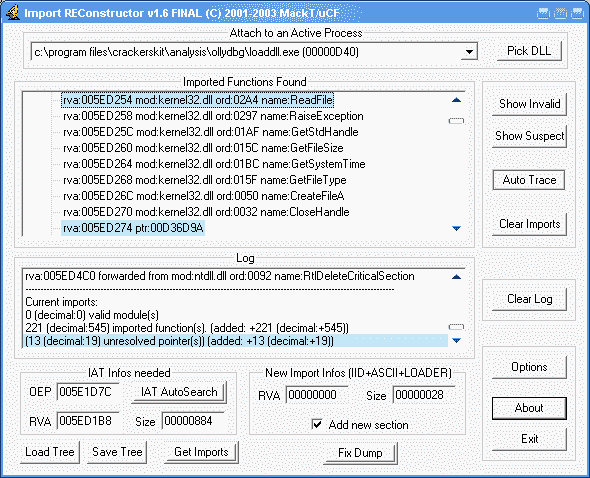 Import REConstructor v1.6 FINAL (C) 2001-2003 MackT/uCF
Attach to an Active Process
c:\program files\crackerskit\analysis\ollydbg\loaddll.exe (00000D40)
Pick DLL
Imported Functions Found
rva:005ED254 mod:kernel32.dll ord:02A4 name:ReadFile
rva:005ED258 mod:kernel32.dll ord:0297 name:RaiseException
rva:005ED25C mod:kernel32.dll ord:01AF name:GetStdHandle
rva:005ED260 mod:kernel32.dll ord:015C name:GetFileSize
rva:005ED264 mod:kernel32.dll ord:01BC name:GetSystemTime
rva:005ED268 mod:kernel32.dll ord:015F name:GetFileType
rva:005ED26C mod:kernel32.dll ord:0050 name:CreateFileA
rva:005ED270 mod:kernel32.dll ord:0032 name:CloseHandle
rva:005ED274 ptr:00D36D9A
Show Invalid
Show Suspect
Auto Trace
Clear Imports
Log
rva:005ED4C0 forwarded from mod:ntdll.dll ord:0092 name:RtlDeleteCriticalSection
---------------------------------------------------------------------------------------------------
Current imports:
0 (decimal:0) valid module(s)
221 (decimal:545) imported function(s). (added: +221 (decimal:+545))
(13 (decimal:19) unresolved pointer(s)) (added: +13 (decimal:+19))
Clear Log
IAT Infos needed
OEP 005E1D7C IAT AutoSearch
RVA 005ED1B8 Size 00000884
New Import Infos (IID+ASCII+LOADER)
RVA 00000000 Size 00000028
Add new section
Options
About
Exit
Load Tree
Save Tree
Get Imports
Fix Dump